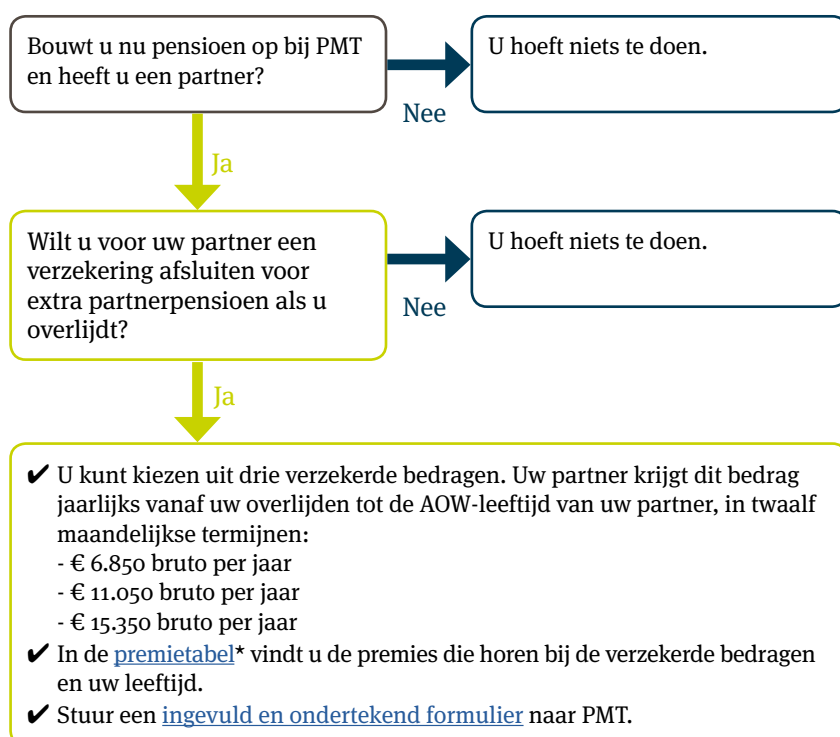 Bouwt u nu pensioen op bij PMT
en heeft u een partner?
Nee
U hoeft niets te doen.
Ja
Wilt u voor uw partner een
verzekering afsluiten voor
extra partnerpensioen als u
overlijdt?
Nee
U hoeft niets te doen.
Ja
✔ U kunt kiezen uit drie verzekerde bedragen. Uw partner krijgt dit bedrag
jaarlijks vanaf uw overlijden tot de AOW-leeftijd van uw partner, in twaalf
maandelijkse termijnen:
- € 6.850 bruto per jaar
- € 11.050 bruto per jaar
- € 15.350 bruto per jaar
✔ In de premietabel* vindt u de premies die horen bij de verzekerde bedragen
en uw leeftijd.
✔ Stuur een ingevuld en ondertekend formulier naar PMT.